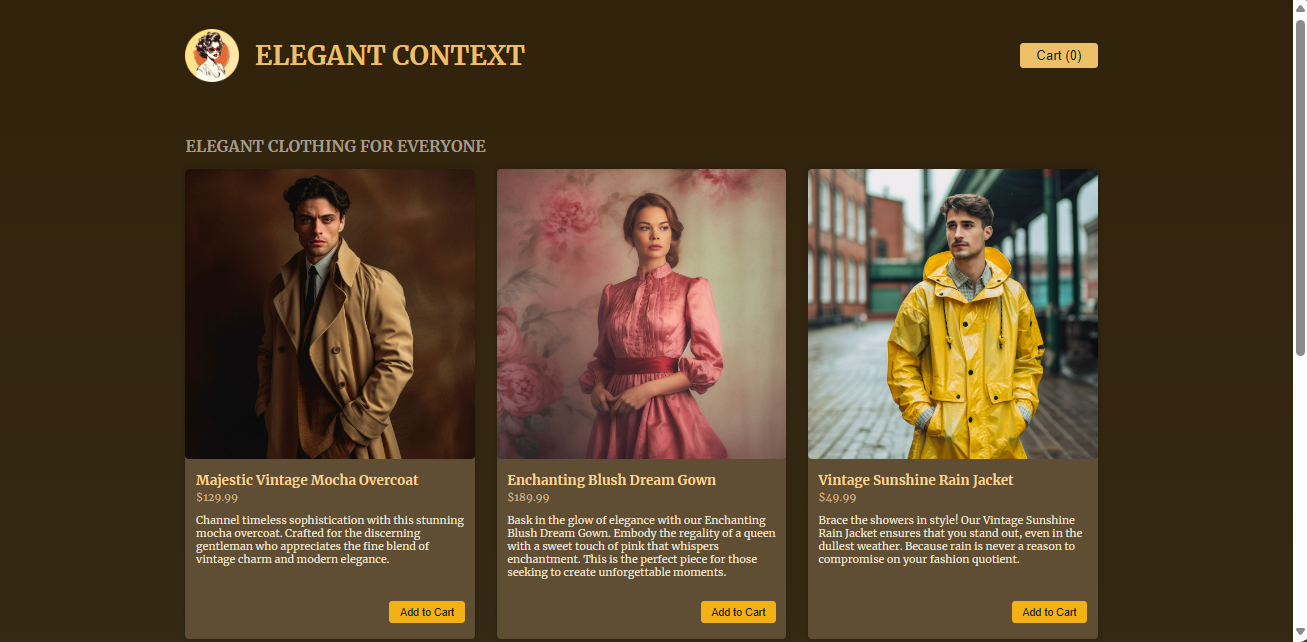 ELEGANT CONTEXT
Cart (0)
ELEGANT CLOTHING FOR EVERYONE
Majestic Vintage Mocha Overcoat
$129.99
Channel timeless sophistication with this stunning
mocha overcoat. Crafted for the discerning
gentleman who appreciates the fine blend of
vintage charm and modern elegance.
Add to Cart
Enchanting Blush Dream Gown
$189.99
Bask in the glow of elegance with our Enchanting
Blush Dream Gown. Embody the regality of a queen
with a sweet touch of pink that whispers
enchantment. This is the perfect piece for those
seeking to create unforgettable moments.
Add to Cart
Vintage Sunshine Rain Jacket
$49.99
Brace the showers in style! Our Vintage Sunshine
Rain Jacket ensures that you stand out, even in the
dullest weather. Because rain is never a reason to
compromise on your fashion quotient.
Add to Cart